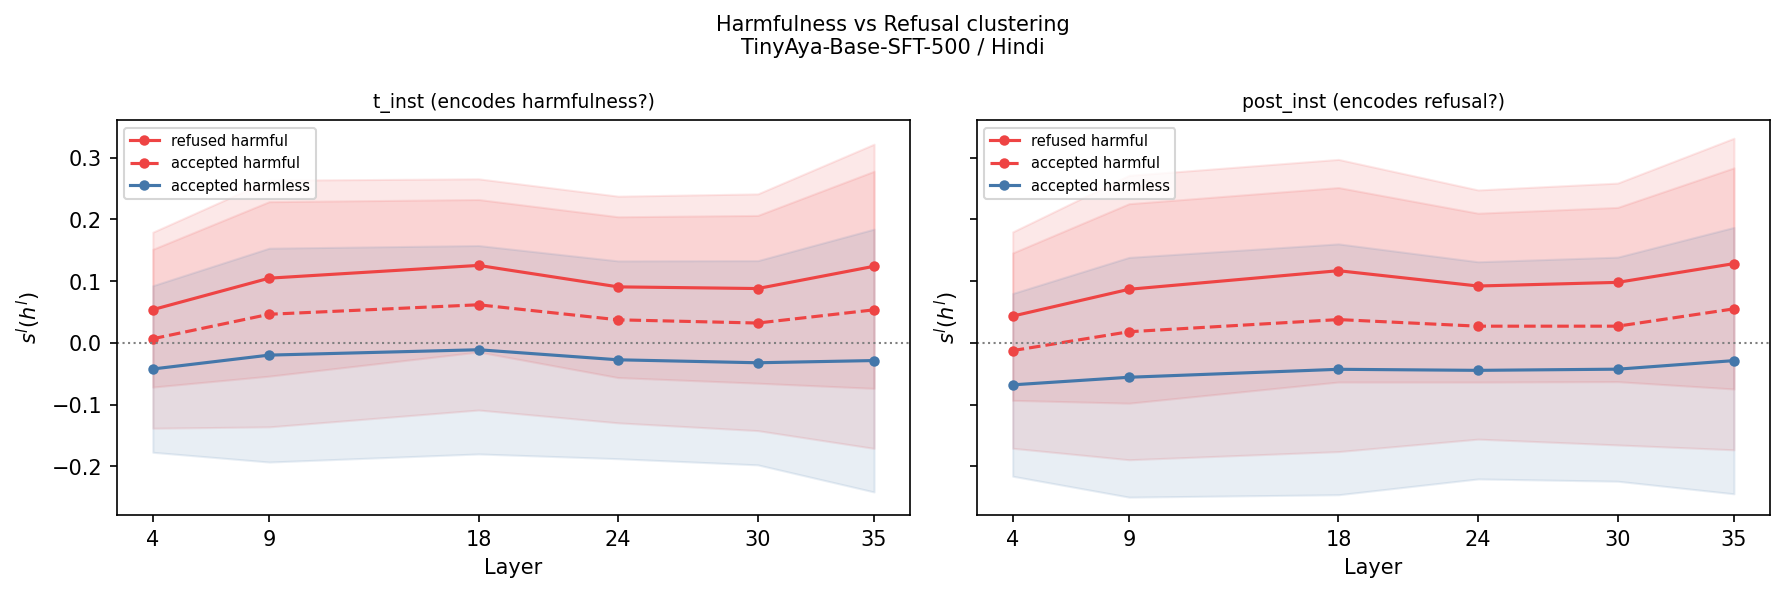 Harmfulness vs Refusal clustering
TinyAya-Base-SFT-500 / Hindi
t_inst (encodes harmfulness?)
refused harmful
accepted harmful
accepted harmless
0.3
0.2
0.1
0.0
−0.1
−0.2
s^l(h^l)
4 9 18 24 30 35
Layer
post_inst (encodes refusal?)
refused harmful
accepted harmful
accepted harmless
s^l(h^l)
4 9 18 24 30 35
Layer